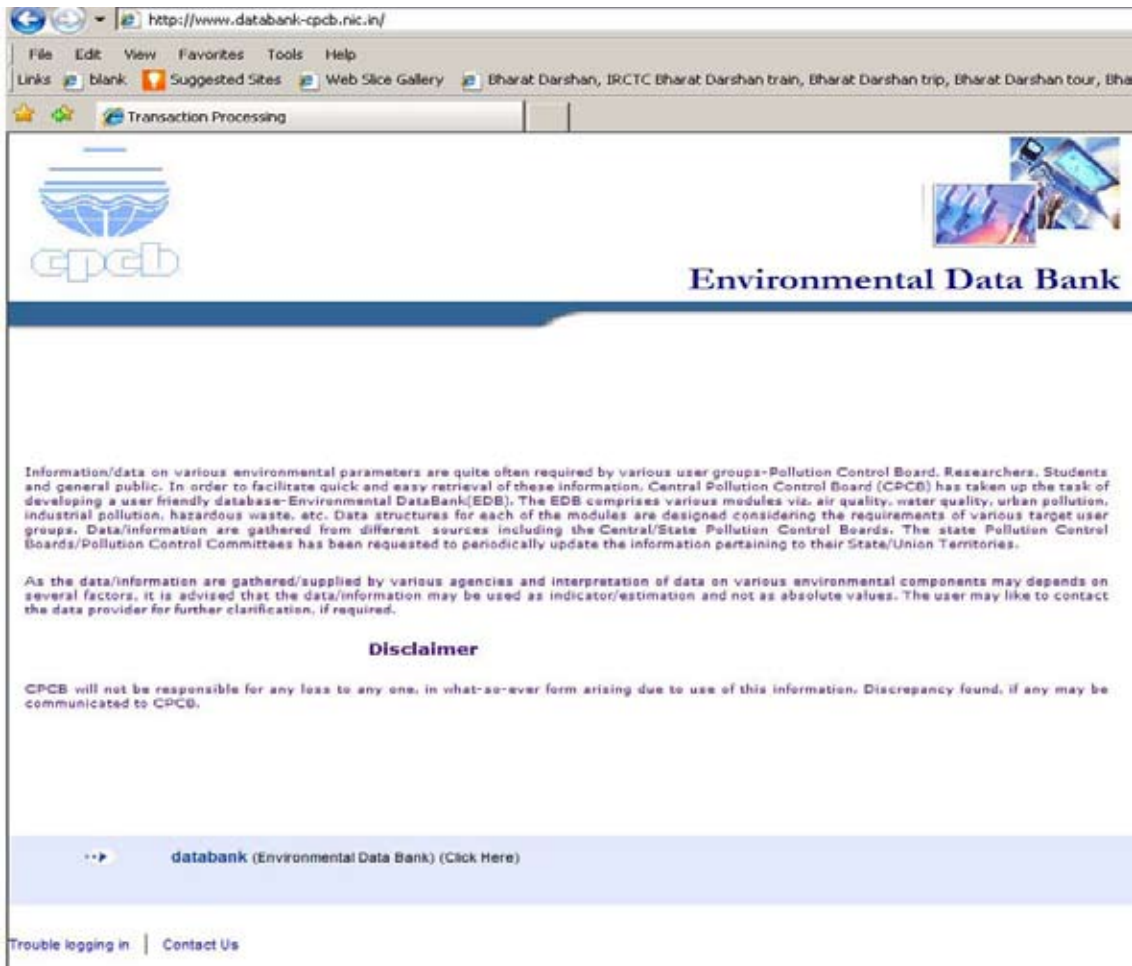 http://www.databank-cpcb.nic.in/
File Edit View Favorites Tools Help
Links blank Suggested Sites Web Slice Gallery Bharat Darshan, IRCTC Bharat Darshan train, Bharat Darshan trip, Bharat Darshan tour, Bha
Transaction Processing
cpcb
Environmental Data Bank
Information/data on various environmental parameters are quite often required by various user groups-Pollution Control Board, Researchers, Students
and general public. In order to facilitate quick and easy retrieval of these information, Central Pollution Control Board (CPCB) has taken up the task of
developing a user friendly database-Environmental DataBank(EDB). The EDB comprises various modules viz. air quality, water quality, urban pollution,
industrial pollution, hazardous waste, etc. Data structures for each of the modules are designed considering the requirements of various target user
groups. Data/information are gathered from different sources including the Central/State Pollution Control Boards. The state Pollution Control
Boards/Pollution Control Committees has been requested to periodically update the information pertaining to their State/Union Territories.
As the data/information are gathered/supplied by various agencies and interpretation of data on various environmental components may depends on
several factors, it is advised that the data/information may be used as indicator/estimation and not as absolute values. The user may like to contact
the data provider for further clarification, if required.
Disclaimer
CPCB will not be responsible for any loss to any one, in what-so-ever form arising due to use of this information. Discrepancy found, if any may be
communicated to CPCB.
databank (Environmental Data Bank) (Click Here)
Trouble logging in | Contact Us